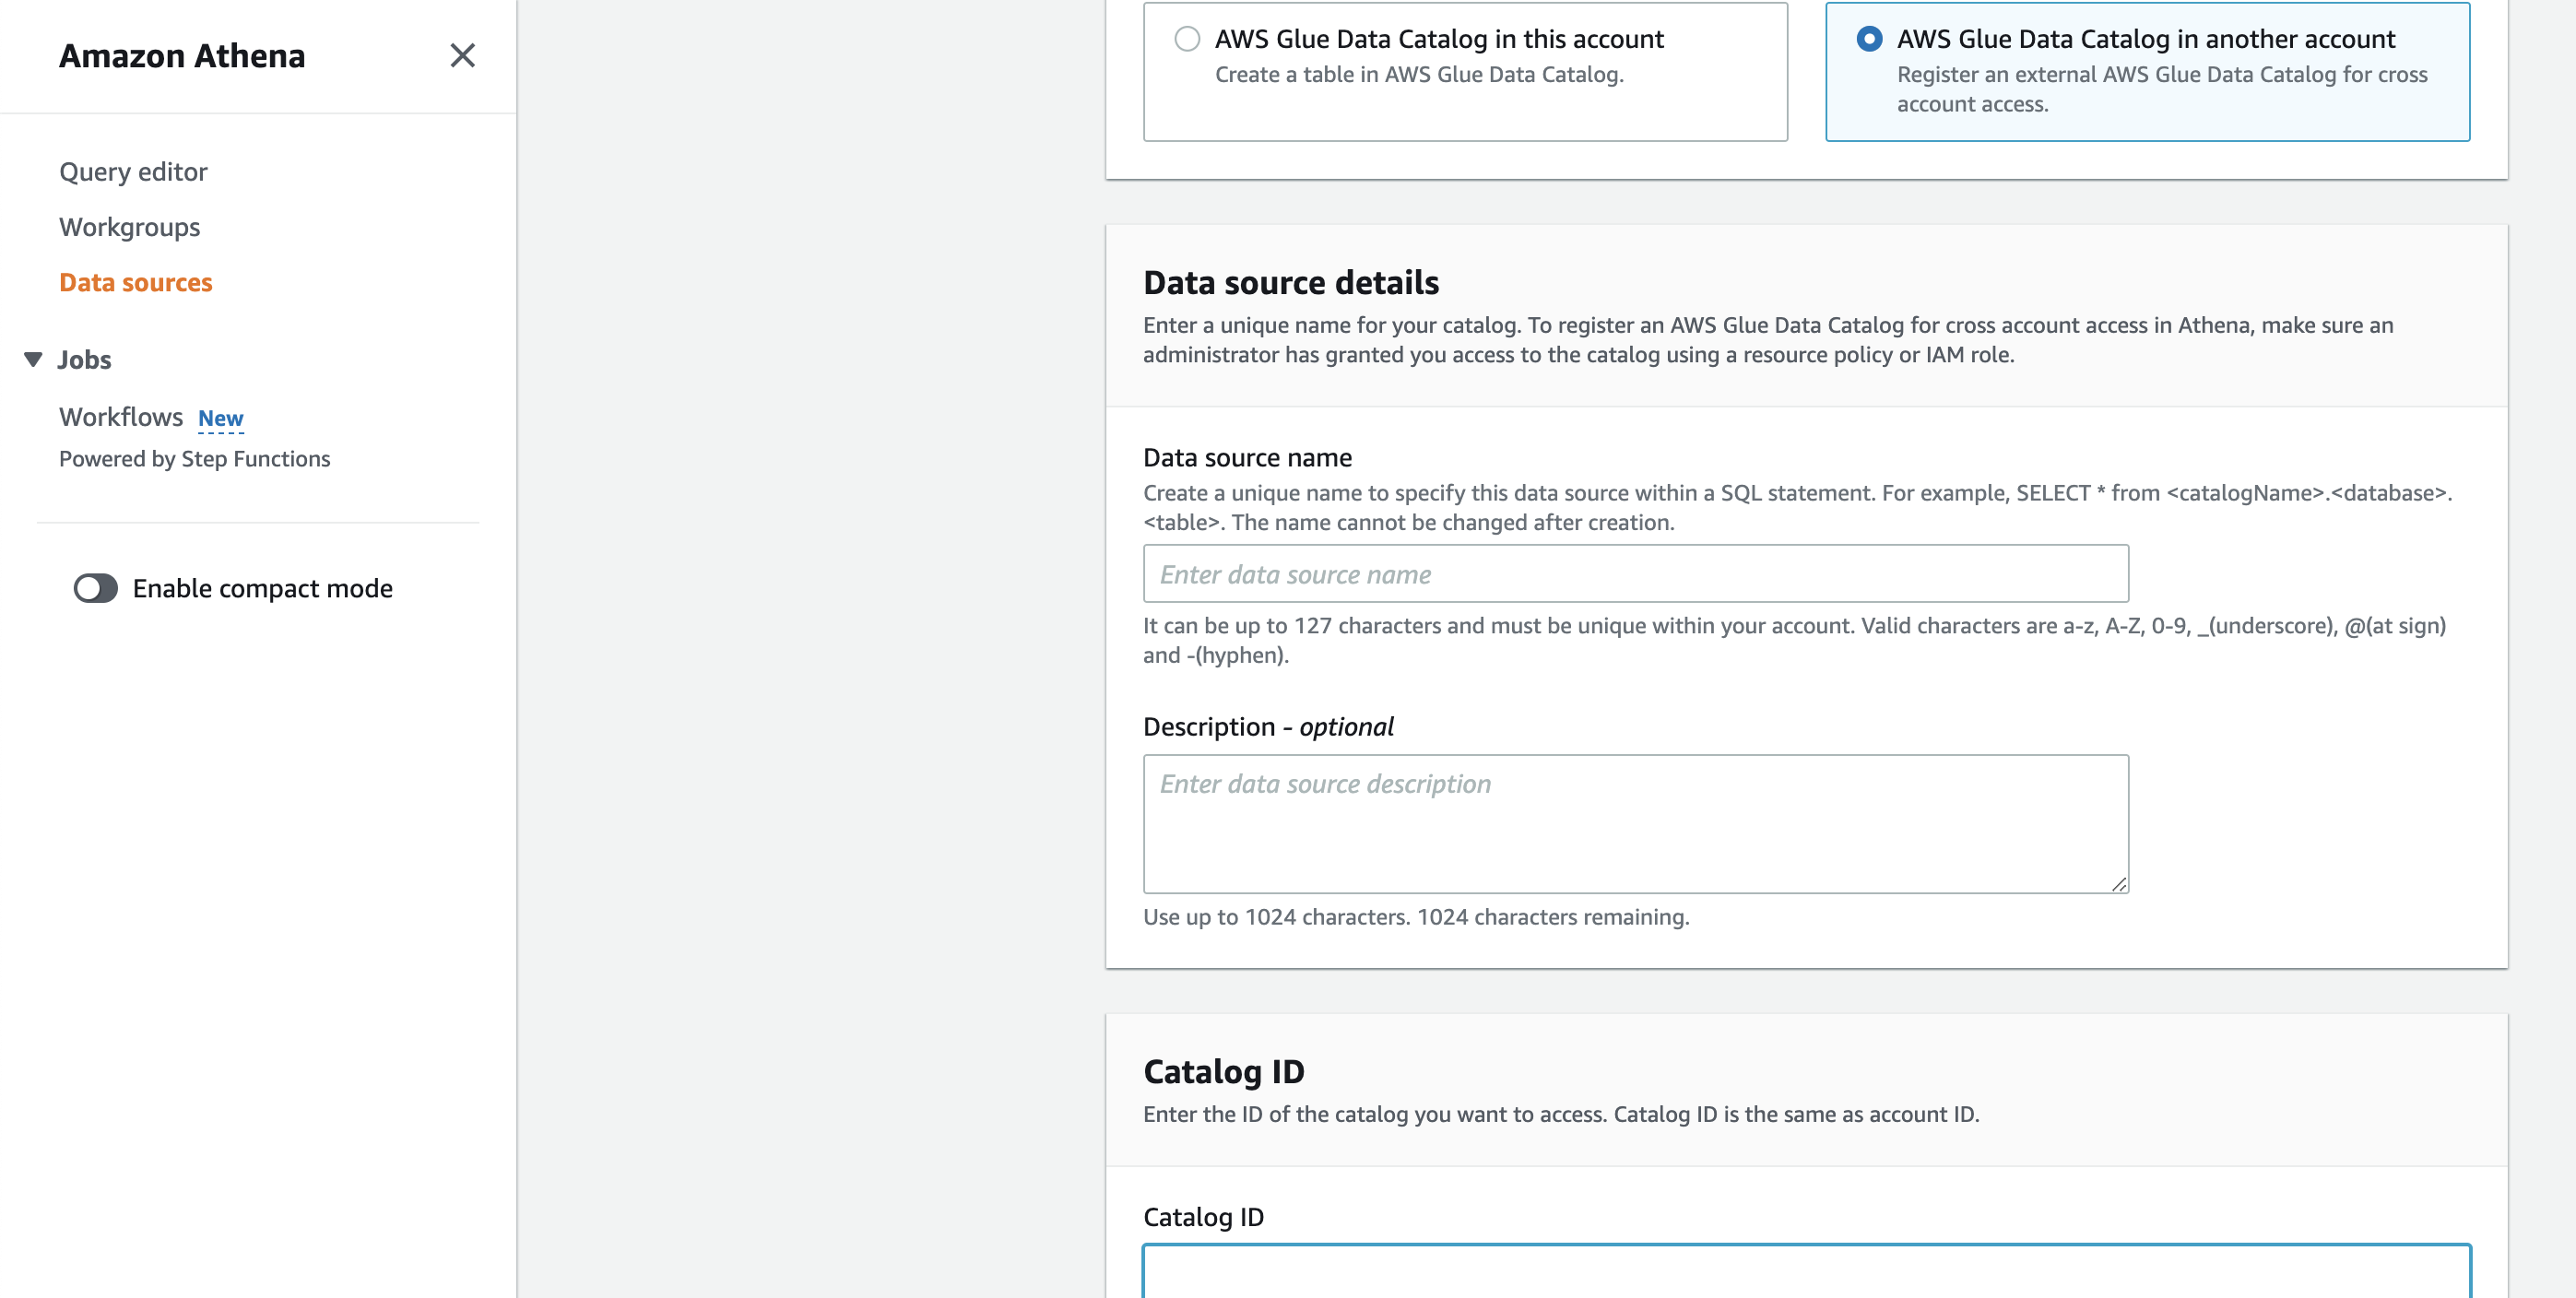 Amazon Athena
Query editor
Workgroups
Data sources
Jobs
Workflows New
Powered by Step Functions
Enable compact mode
AWS Glue Data Catalog in this account
Create a table in AWS Glue Data Catalog.
AWS Glue Data Catalog in another account
Register an external AWS Glue Data Catalog for cross
account access.
Data source details
Enter a unique name for your catalog. To register an AWS Glue Data Catalog for cross account access in Athena, make sure an
administrator has granted you access to the catalog using a resource policy or IAM role.
Data source name
Create a unique name to specify this data source within a SQL statement. For example, SELECT * from <catalogName>.<database>.
<table>. The name cannot be changed after creation.
Enter data source name
It can be up to 127 characters and must be unique within your account. Valid characters are a-z, A-Z, 0-9, _(underscore), @(at sign)
and -(hyphen).
Description - optional
Enter data source description
Use up to 1024 characters. 1024 characters remaining.
Catalog ID
Enter the ID of the catalog you want to access. Catalog ID is the same as account ID.
Catalog ID